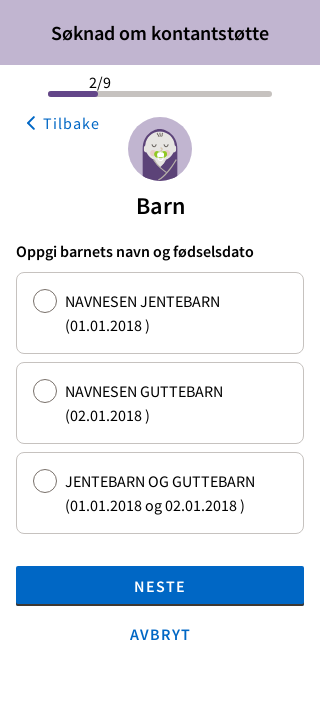 Søknad om kontantstøtte
2/9
Tilbake
Barn
Oppgi barnets navn og fødselsdato
NAVNESEN JENTEBARN
(01.01.2018 )
NAVNESEN GUTTEBARN
(02.01.2018 )
JENTEBARN OG GUTTEBARN
(01.01.2018 og 02.01.2018 )
NESTE
AVBRYT